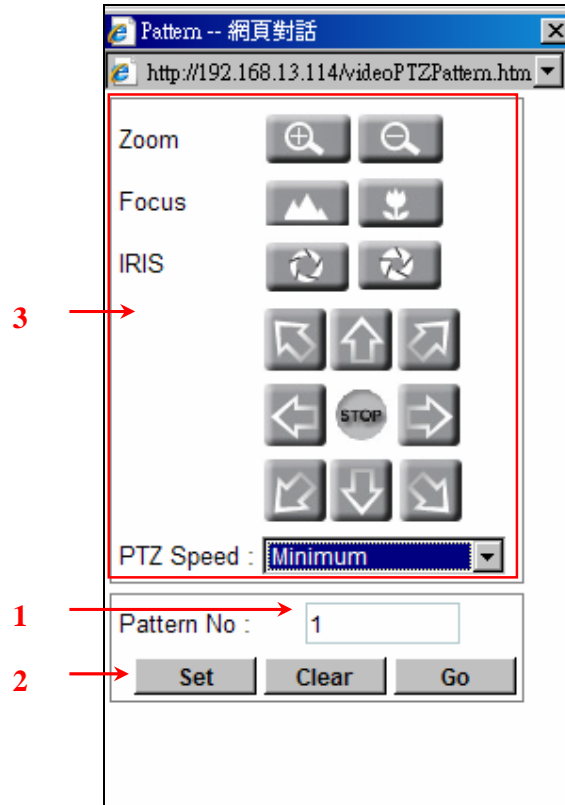 Pattern -- 網頁對話
http://192.168.13.114/videoPTZPattern.htm
Zoom
Focus
IRIS
3
STOP
PTZ Speed : Minimum
1
Pattern No : 1
2
Set Clear Go